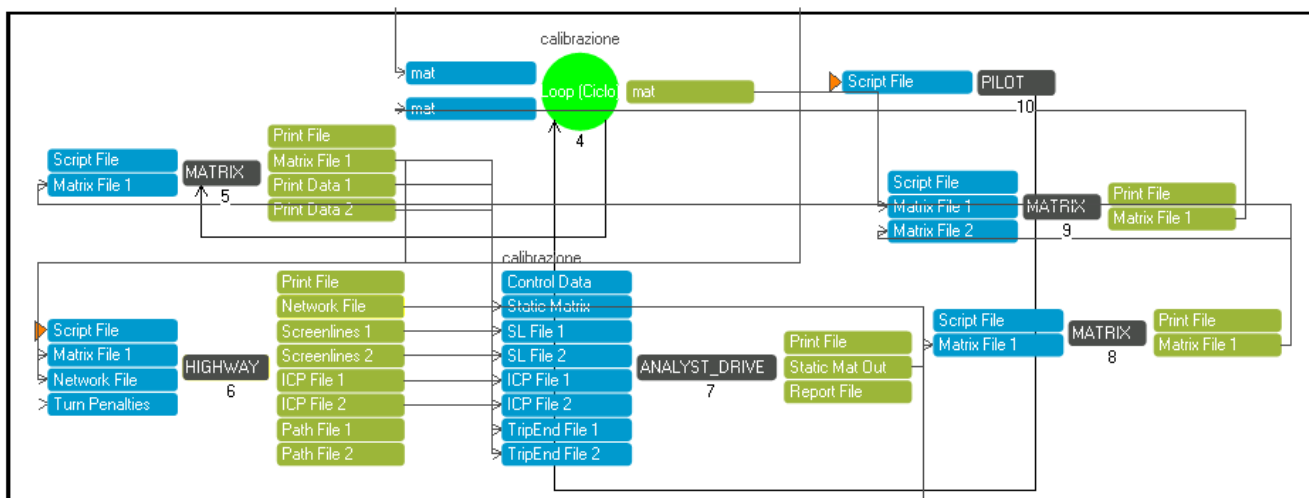 calibrazione
mat
mat
Loop (Ciclo
mat
4
Script File
PILOT
10
Script File
Matrix File 1
MATRIX
5
Print File
Matrix File 1
Print Data 1
Print Data 2
Script File
Matrix File 1
Matrix File 2
MATRIX
9
Print File
Matrix File 1
calibrazione
Script File
Matrix File 1
Network File
Turn Penalties
HIGHWAY
6
Print File
Network File
Screenlines 1
Screenlines 2
ICP File 1
ICP File 2
Path File 1
Path File 2
Control Data
Static Matrix
SL File 1
SL File 2
ICP File 1
ICP File 2
TripEnd File 1
TripEnd File 2
ANALYST_DRIVE
7
Print File
Static Mat Out
Report File
Script File
Matrix File 1
MATRIX
8
Print File
Matrix File 1